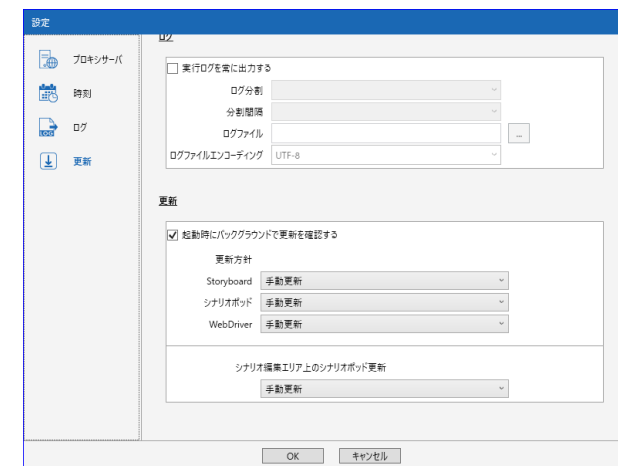 設定
プロキシサーバ
時刻
ログ
更新
ログ
実行ログを常に出力する
ログ分割
分割間隔
ログファイル
...
ログファイルエンコーディング UTF-8
更新
起動時にバックグラウンドで更新を確認する
更新方針
Storyboard 手動更新
シナリオポッド 手動更新
WebDriver 手動更新
シナリオ編集エリア上のシナリオポッド更新
手動更新
OK キャンセル